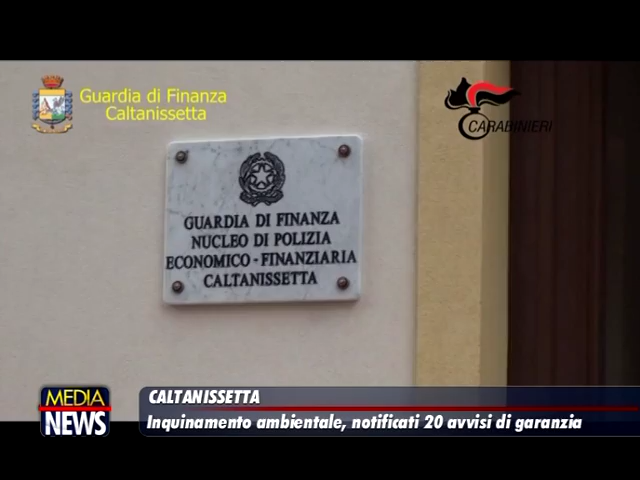 Guardia di Finanza
Caltanissetta
CARABINIERI
GUARDIA DI FINANZA
NUCLEO DI POLIZIA
ECONOMICO - FINANZIARIA
CALTANISSETTA
MEDIA
NEWS
CALTANISSETTA
Inquinamento ambientale, notificati 20 avvisi di garanzia